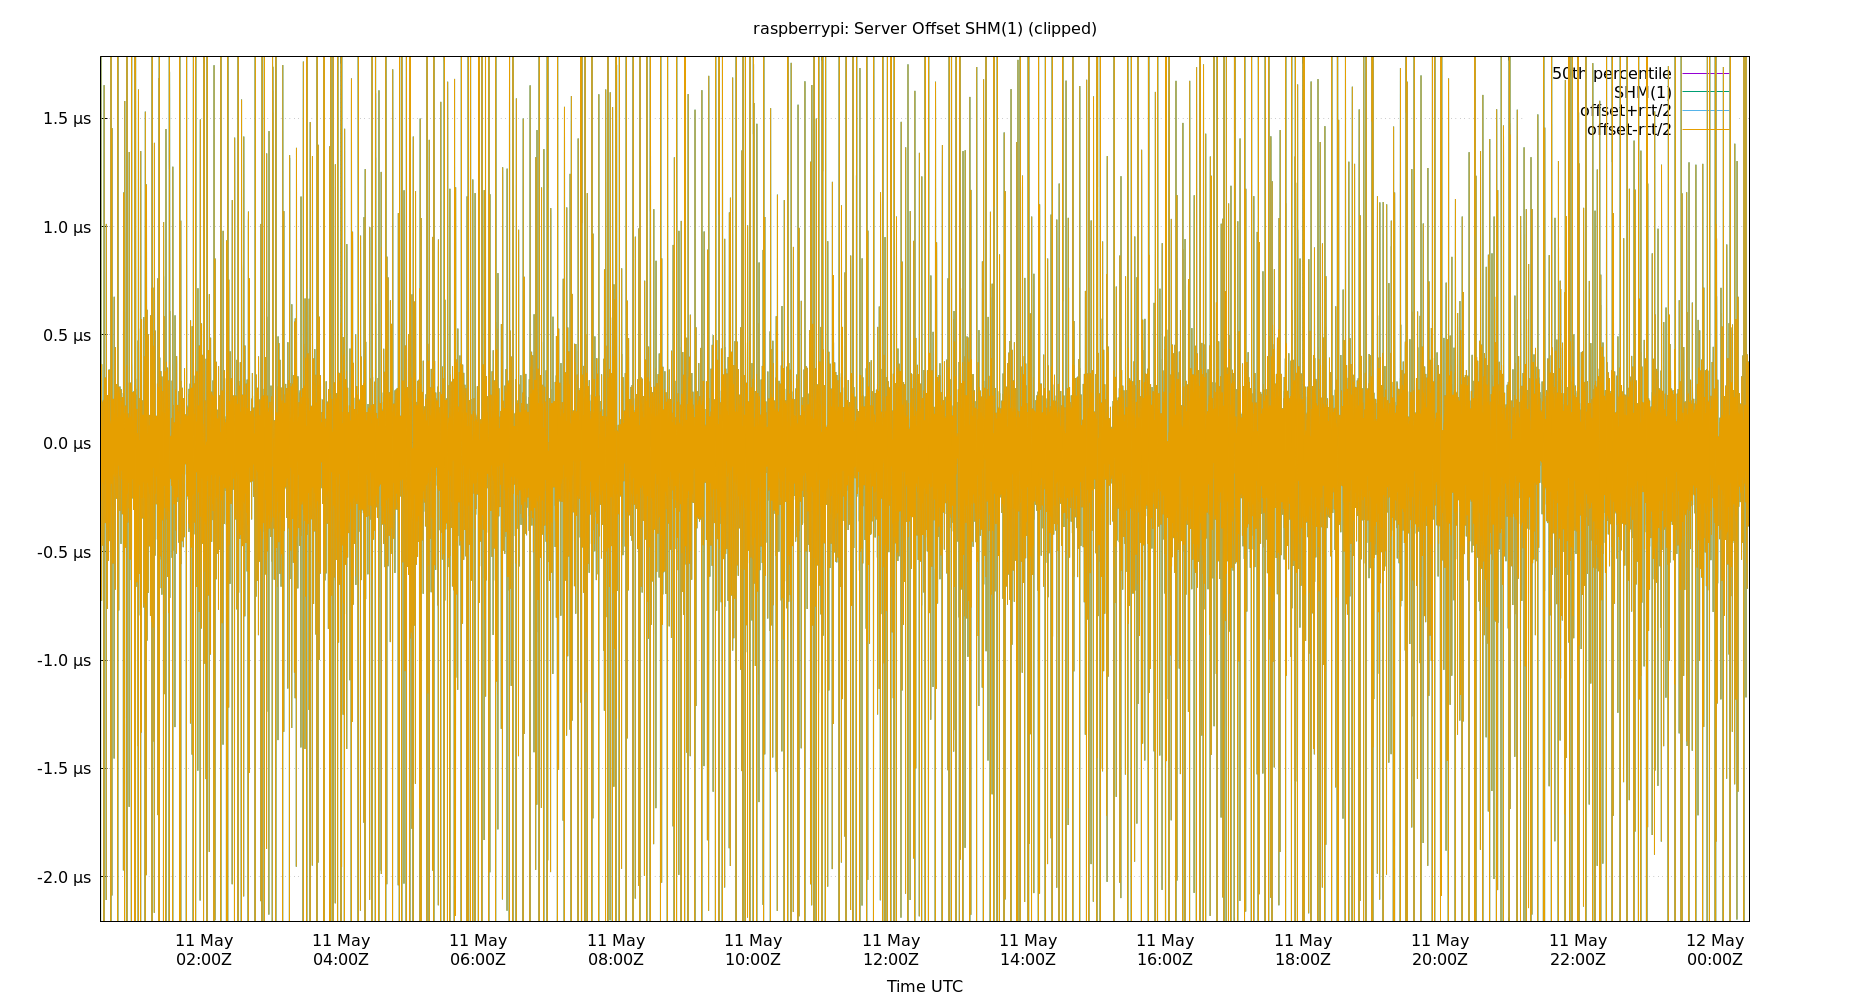 raspberrypi: Server Offset SHM(1) (clipped)
50th percentile
SHM(1)
offset+rtt/2
offset-rtt/2
1.5 µs
1.0 µs
0.5 µs
0.0 µs
-0.5 µs
-1.0 µs
-1.5 µs
-2.0 µs
11 May 11 May 11 May 11 May 11 May 11 May 11 May 11 May 11 May 11 May 11 May 12 May
02:00Z 04:00Z 06:00Z 08:00Z 10:00Z 12:00Z 14:00Z 16:00Z 18:00Z 20:00Z 22:00Z 00:00Z
Time UTC